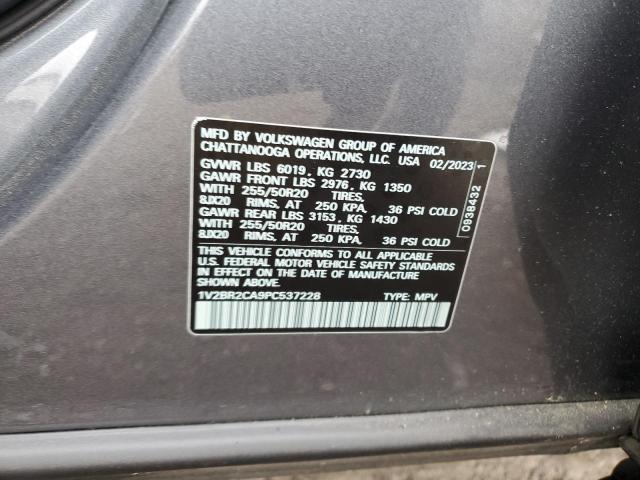 MFD BY VOLKSWAGEN GROUP OF AMERICA
CHATTANOOGA OPERATIONS, LLC. USA 02/2023
GVWR LBS 6019, KG 2730
GAWR FRONT LBS 2976, KG 1350
WITH 255/50R20 TIRES.
8JX20 RIMS, AT 250 KPA. 36 PSI COLD
GAWR REAR LBS 3153, KG 1430
WITH 255/50R20 TIRES.
8JX20 RIMS, AT 250 KPA. 36 PSI COLD
THIS VEHICLE CONFORMS TO ALL APPLICABLE
U.S. FEDERAL MOTOR VEHICLE SAFETY STANDARDS
IN EFFECT ON THE DATE OF MANUFACTURE
SHOWN ABOVE.
1V2BR2CA9PC537228 TYPE: MPV
0938432 1